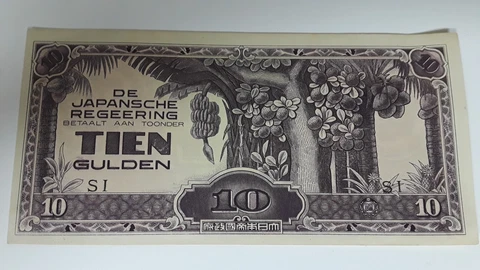 10
DE
JAPANSCHE
REGEERING
BETAALT AAN TOONDER
TIEN
GULDEN
SI SI
10 10 10
府政國帝本日大